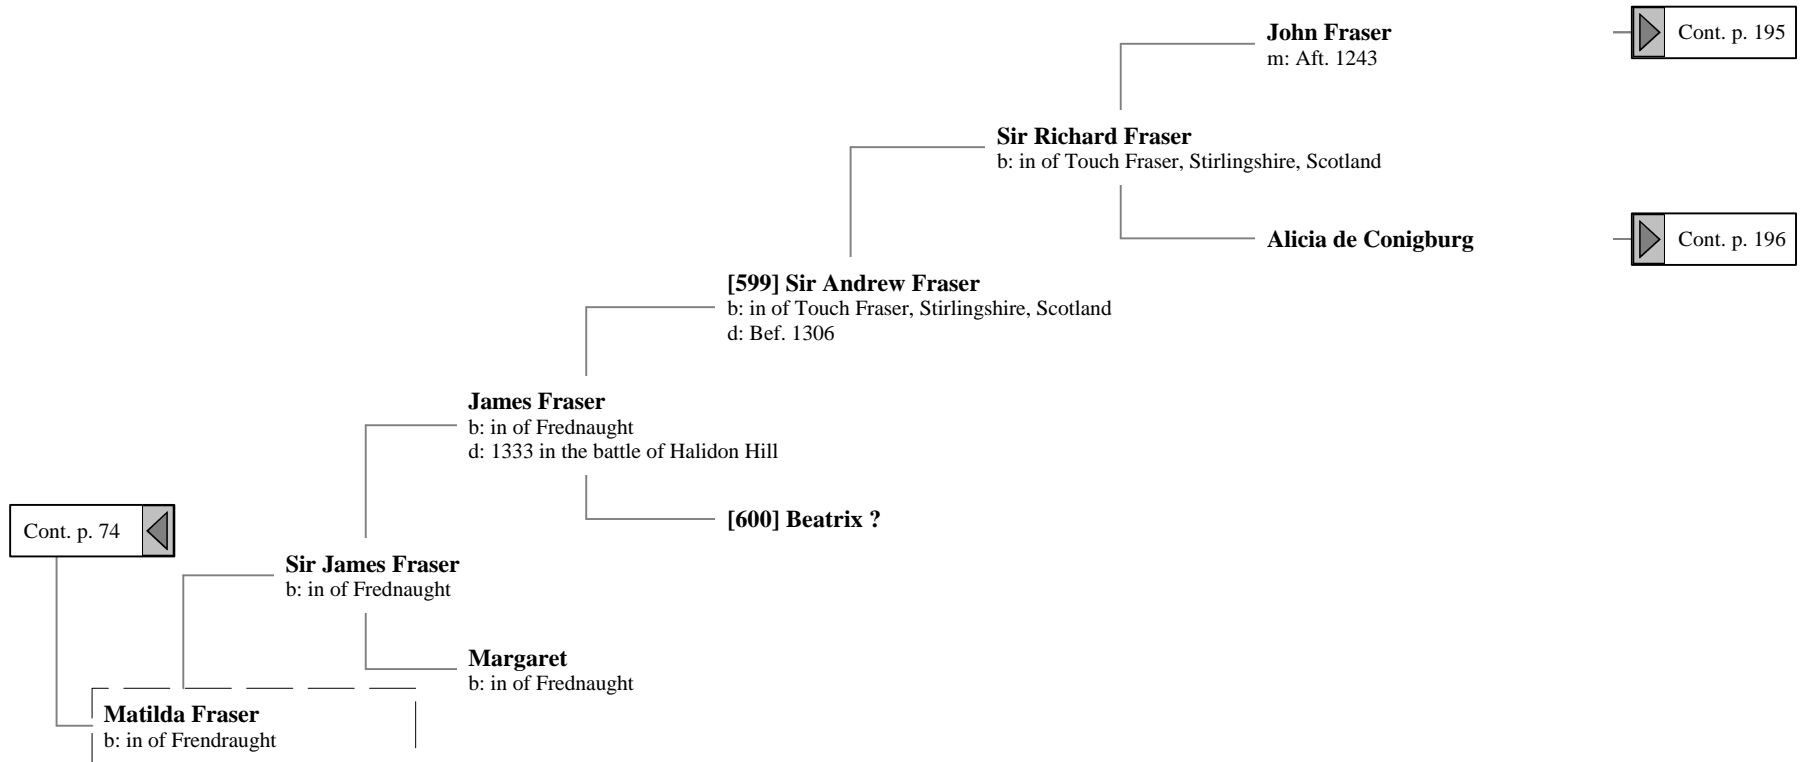 John Fraser
m: Aft. 1243
Cont. p. 195
Sir Richard Fraser
b: in of Touch Fraser, Stirlingshire, Scotland
Alicia de Conigburg
Cont. p. 196
[599] Sir Andrew Fraser
b: in of Touch Fraser, Stirlingshire, Scotland
d: Bef. 1306
James Fraser
b: in of Frednaught
d: 1333 in the battle of Halidon Hill
[600] Beatrix ?
Cont. p. 74
Sir James Fraser
b: in of Frednaught
Margaret
b: in of Frednaught
Matilda Fraser
b: in of Frendraught